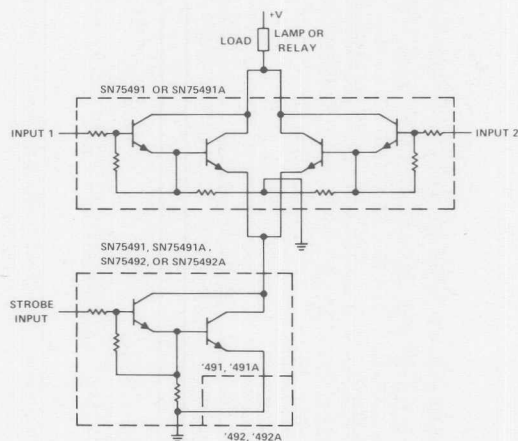 +V
LOAD
LAMP OR
RELAY
SN75491 OR SN75491A
INPUT 1
INPUT 2
SN75491, SN75491A,
SN75492, OR SN75492A
STROBE
INPUT
'491, '491A
'492, '492A